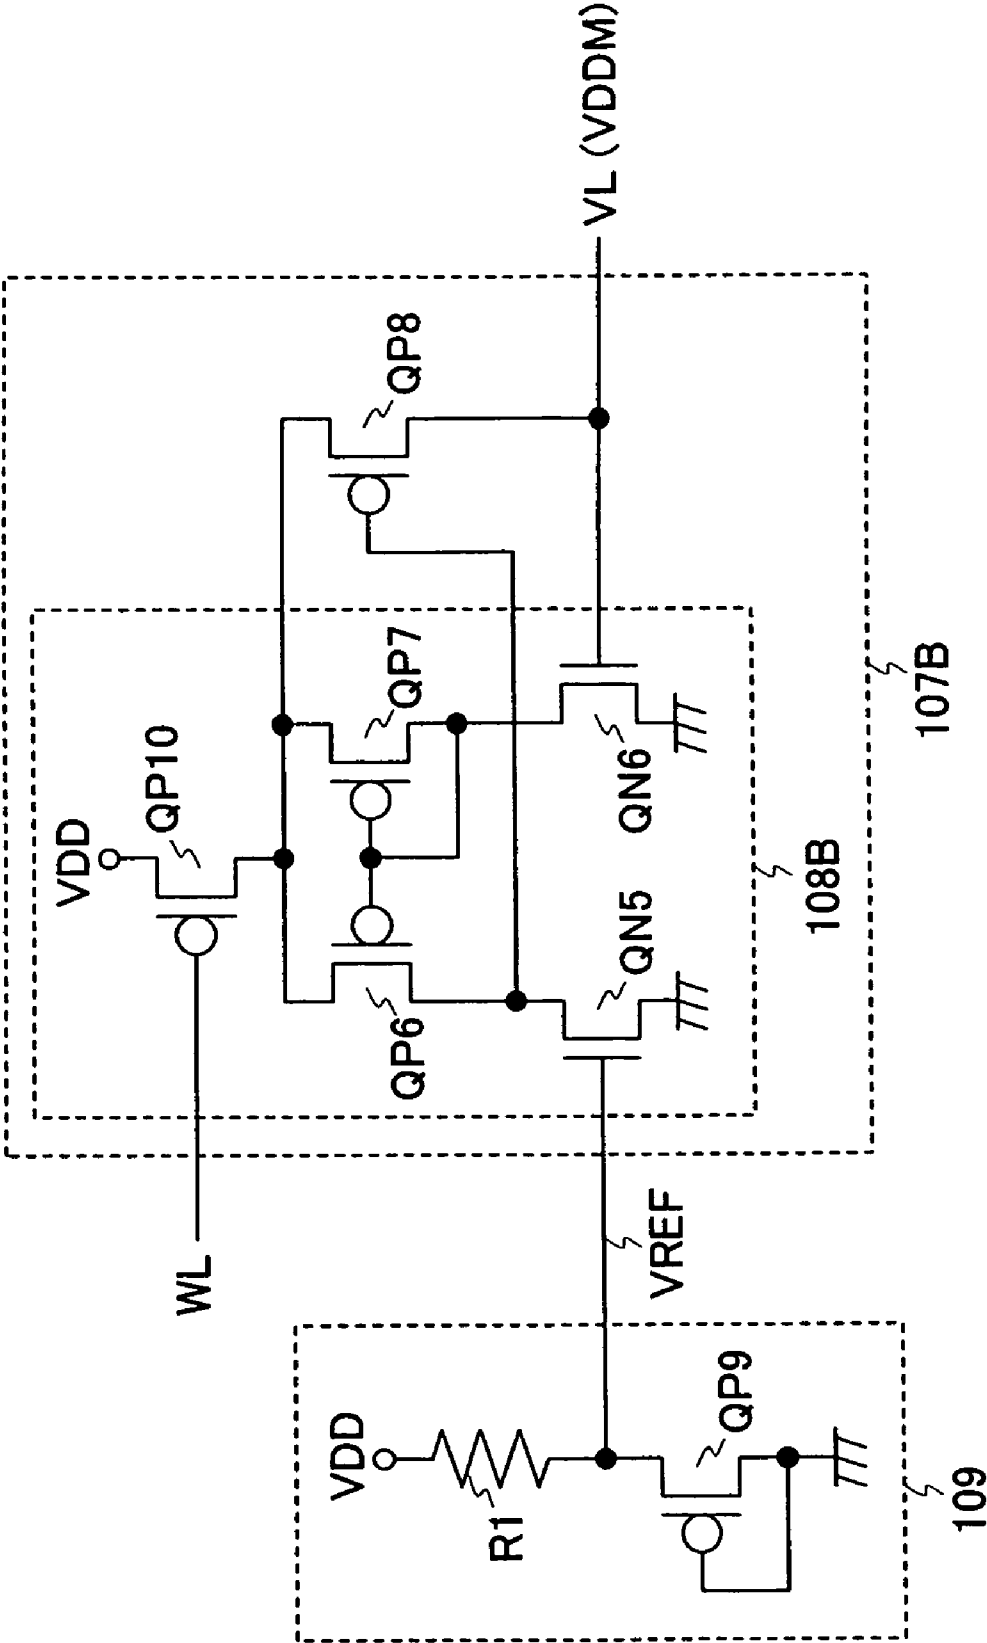 VDD
QP10
WL
QP6
QP7
QP8
VL (VDDM)
QN5
QN6
108B
107B
VREF
VDD
R1
QP9
109